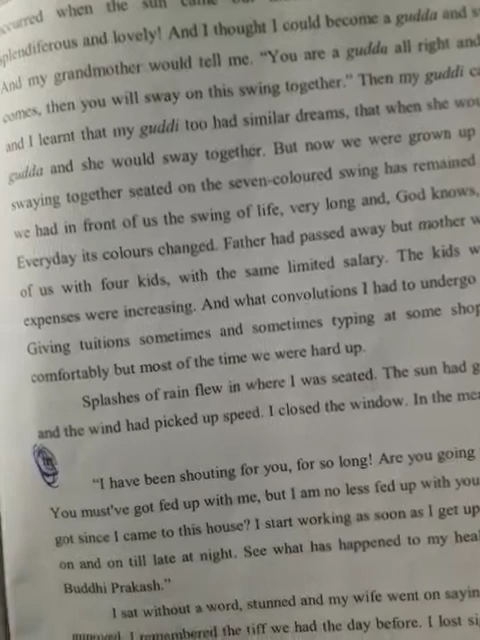 occurred when the sun came
splendiferous and lovely! And I thought I could become a gudda and
And my grandmother would tell me. “You are a gudda all right and
comes, then you will sway on this swing together.” Then my guddi
and I learnt that my guddi too had similar dreams, that when she
gudda and she would sway together. But now we were grown up
swaying together seated on the seven-coloured swing has remained
we had in front of us the swing of life, very long and, God knows,
Everyday its colours changed. Father had passed away but mother
of us with four kids, with the same limited salary. The kids
expenses were increasing. And what convolutions I had to undergo
Giving tuitions sometimes and sometimes typing at some
comfortably but most of the time we were hard up.
Splashes of rain flew in where I was seated. The sun had
and the wind had picked up speed. I closed the window. In the
“I have been shouting for you, for so long! Are you going
You must've got fed up with me, but I am no less fed up with you
got since I came to this house? I start working as soon as I get up
on and on till late at night. See what has happened to my
Buddhi Prakash.”
I sat without a word, stunned and my wife went on
I remembered the tiff we had the day before. I lost